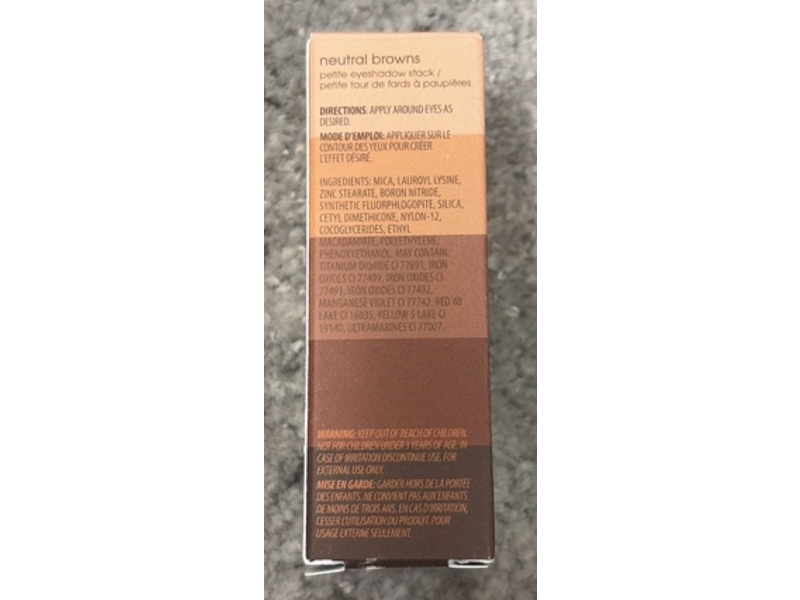 neutral browns
petite eyeshadow stack /
petite tour de fards à paupières
DIRECTIONS: APPLY AROUND EYES AS
DESIRED.
MODE D'EMPLOI: APPLIQUER SUR LE
CONTOUR DES YEUX POUR CRÉER
L'EFFET DÉSIRÉ.
INGREDIENTS: MICA, LAUROYL LYSINE,
ZINC STEARATE, BORON NITRIDE,
SYNTHETIC FLUORPHLOGOPITE, SILICA,
CETYL DIMETHICONE, NYLON-12,
COCOGLYCERIDES, ETHYL
MACADAMIATE, POLYETHYLENE,
PHENOXYETHANOL. MAY CONTAIN:
TITANIUM DIOXIDE CI 77891, IRON
OXIDES CI 77499, IRON OXIDES CI
77491, IRON OXIDES CI 77492,
MANGANESE VIOLET CI 77742, RED 40
LAKE CI 16035, YELLOW 5 LAKE CI
19140, ULTRAMARINES CI 77007.
WARNING: KEEP OUT OF REACH OF CHILDREN.
NOT FOR CHILDREN UNDER 3 YEARS OF AGE. IN
CASE OF IRRITATION DISCONTINUE USE. FOR
EXTERNAL USE ONLY.
MISE EN GARDE: GARDER HORS DE LA PORTÉE
DES ENFANTS. NE CONVIENT PAS AUX ENFANTS
DE MOINS DE TROIS ANS. EN CAS D'IRRITATION,
CESSER L'UTILISATION DU PRODUIT. POUR
USAGE EXTERNE SEULEMENT.